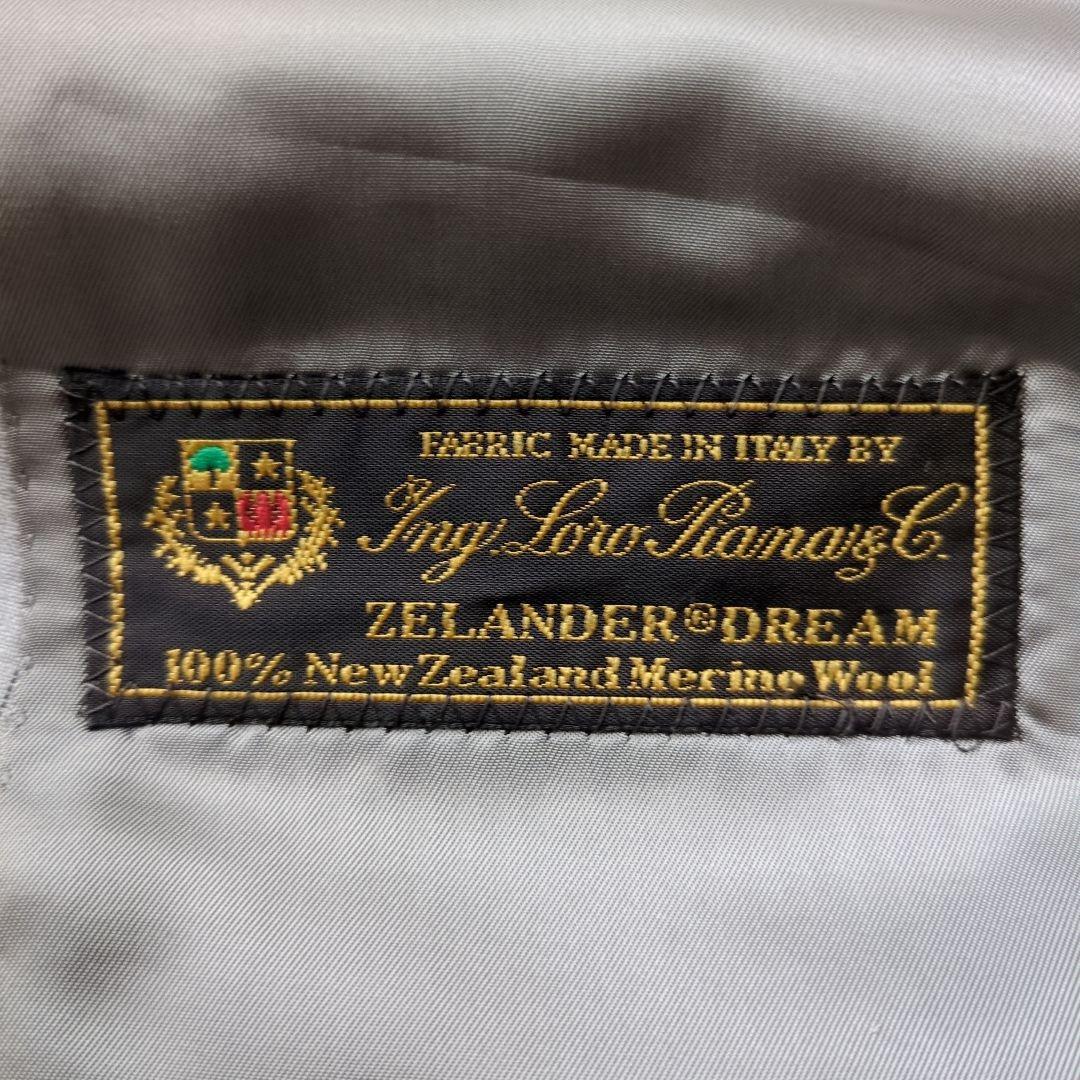 FABRIC MADE IN ITALY BY
Ing. Loro Piana & C.
ZELANDER® DREAM
100% New Zealand Merino Wool